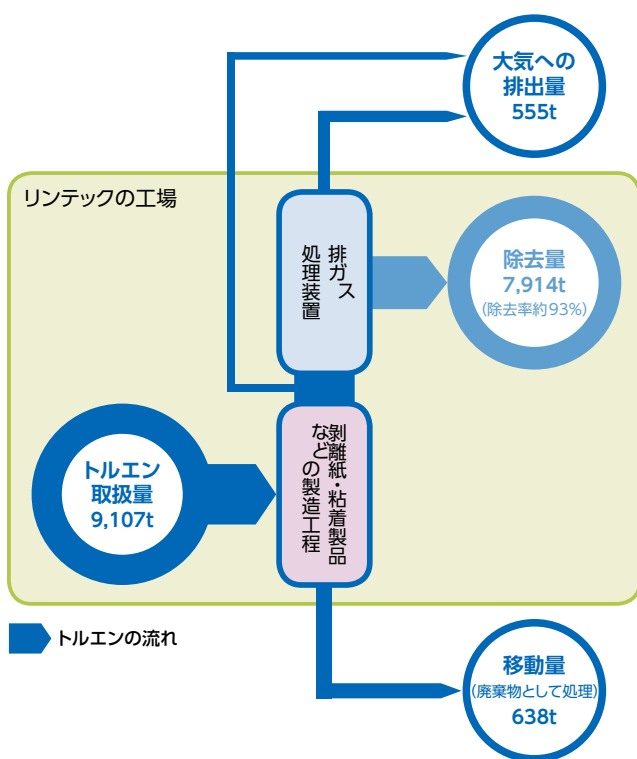 大気への
排出量
555t
リンテックの工場
排ガス
処理装置
除去量
7,914t
(除去率約93%)
剥離紙・粘着製品
などの製造工程
トルエン
取扱量
9,107t
トルエンの流れ
移動量
(廃棄物として処理)
638t